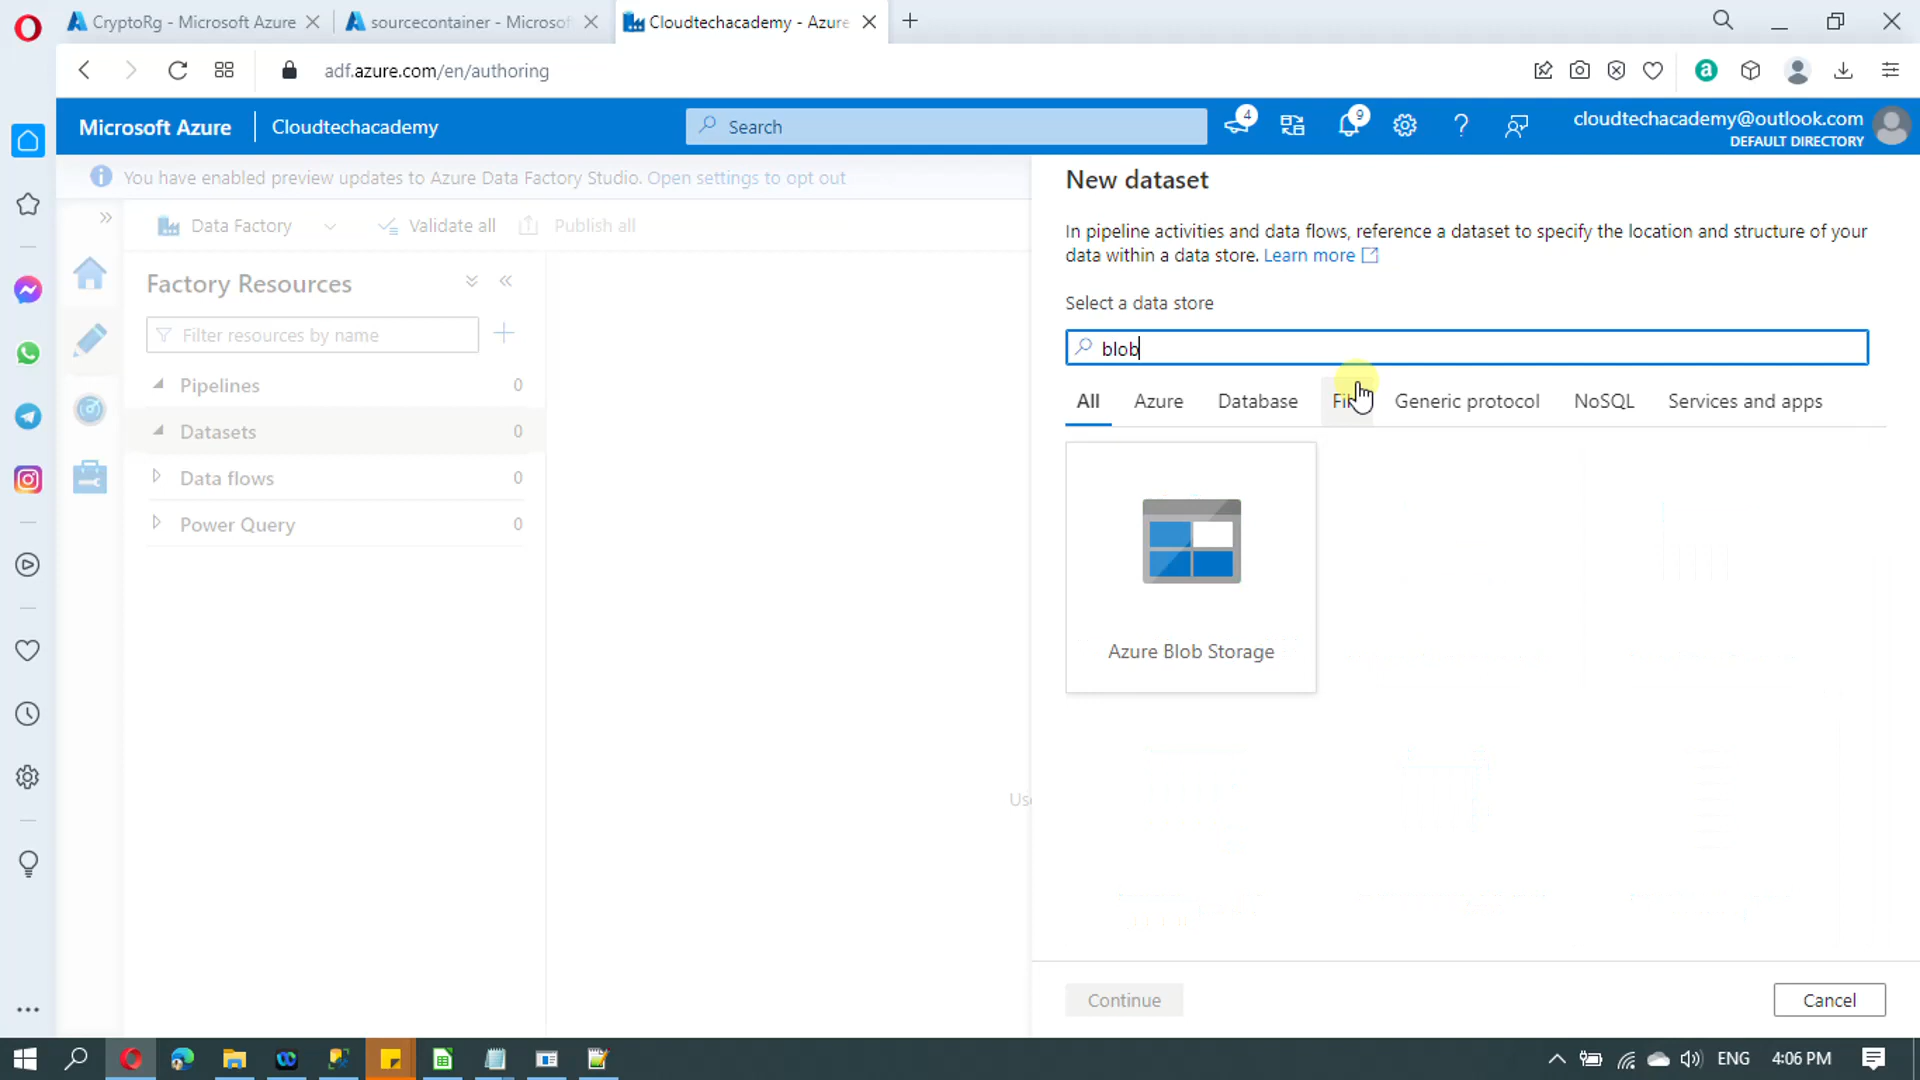 CryptoRg - Microsoft Azure
sourcecontainer - Microsof
Cloudtechacademy - Azure
adf.azure.com/en/authoring
Microsoft Azure
Cloudtechacademy
Search
4
9
cloudtechacademy@outlook.com
DEFAULT DIRECTORY
You have enabled preview updates to Azure Data Factory Studio. Open settings to opt out
Data Factory
Validate all
Publish all
Factory Resources
Filter resources by name
Pipelines 0
Datasets 0
Data flows 0
Power Query 0
New dataset
In pipeline activities and data flows, reference a dataset to specify the location and structure of your
data within a data store. Learn more
Select a data store
blob
All
Azure
Database
Generic protocol
NoSQL
Services and apps
Azure Blob Storage
Continue
Cancel
ENG
4:06 PM